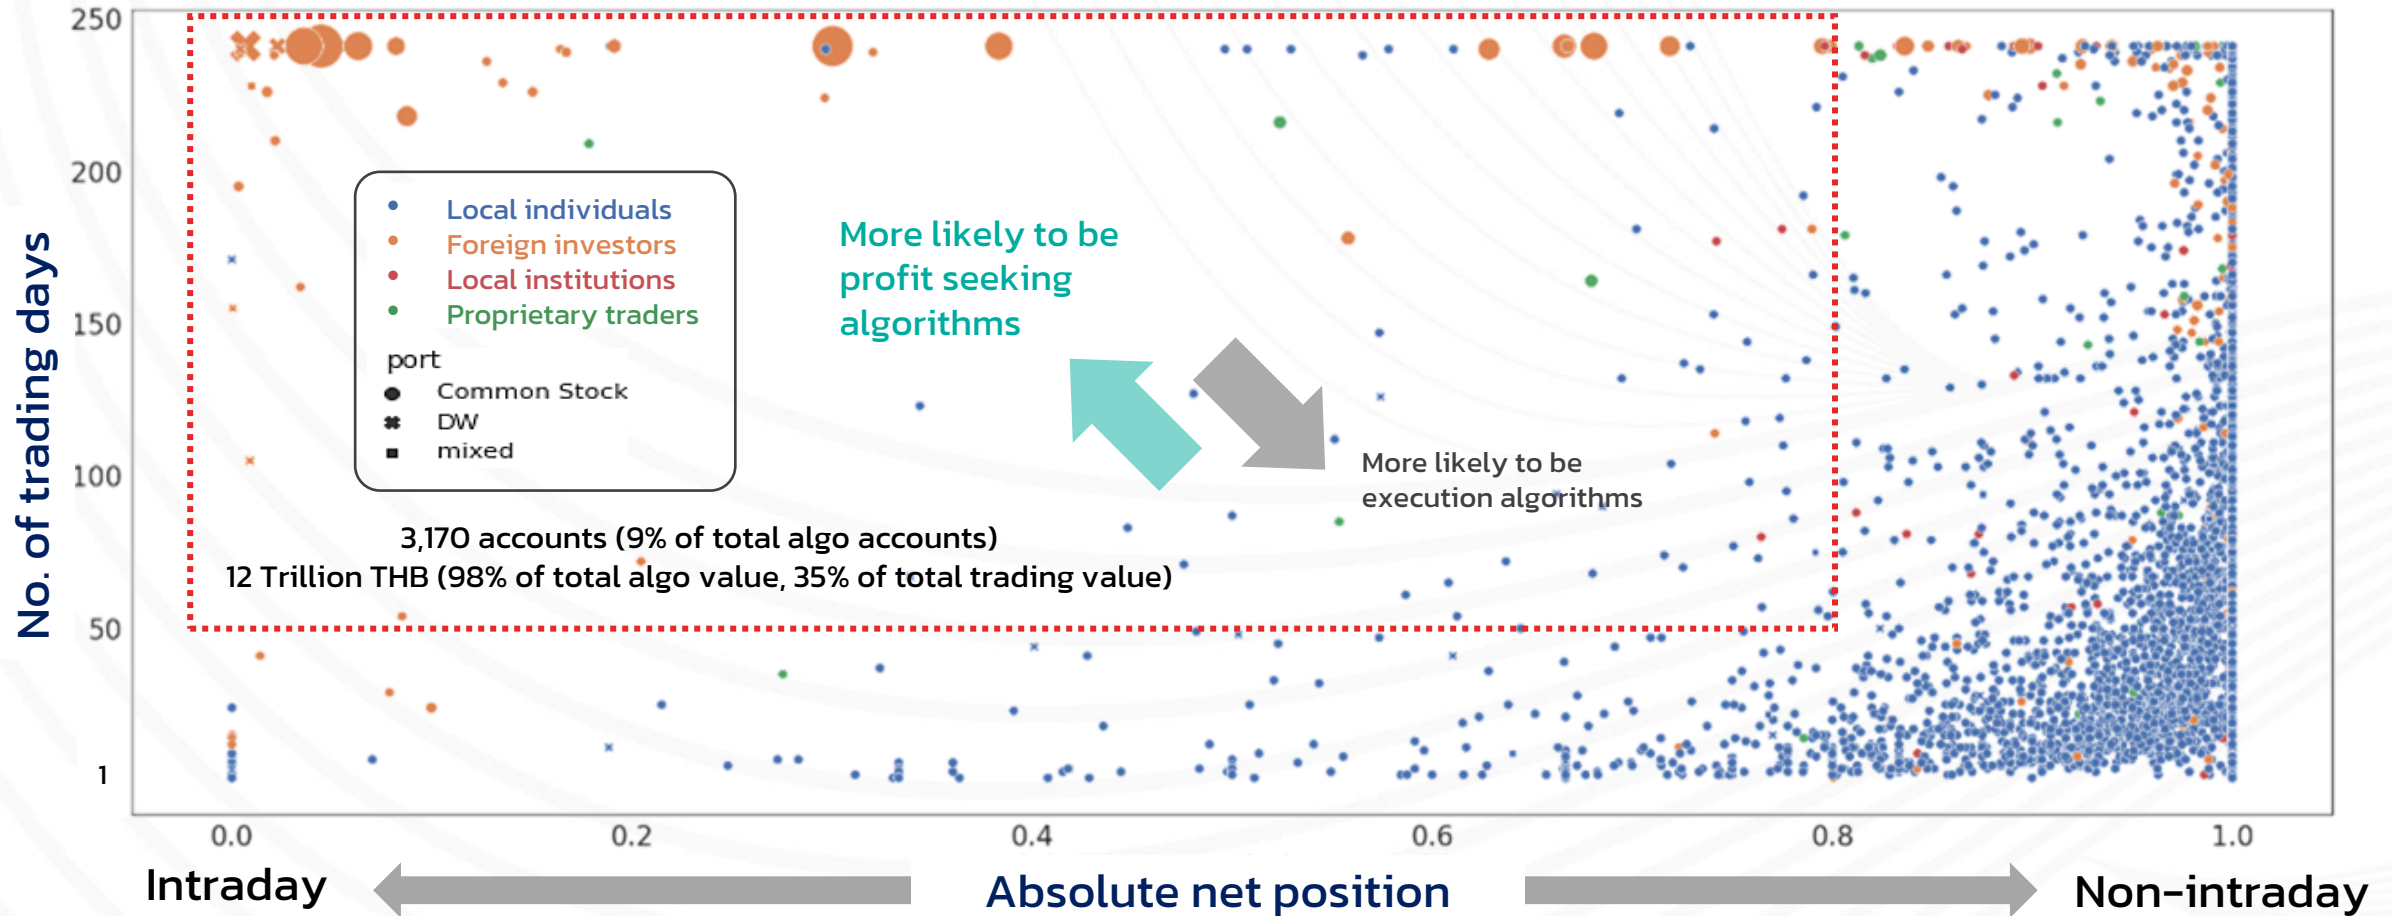 250
200
150
100
50
1
No. of trading days
Local individuals
Foreign investors
Local institutions
Proprietary traders
port
Common Stock
DW
mixed
More likely to be
profit seeking
algorithms
More likely to be
execution algorithms
3,170 accounts (9% of total algo accounts)
12 Trillion THB (98% of total algo value, 35% of total trading value)
0.0
0.2
0.4
0.6
0.8
1.0
Intraday
Absolute net position
Non-intraday